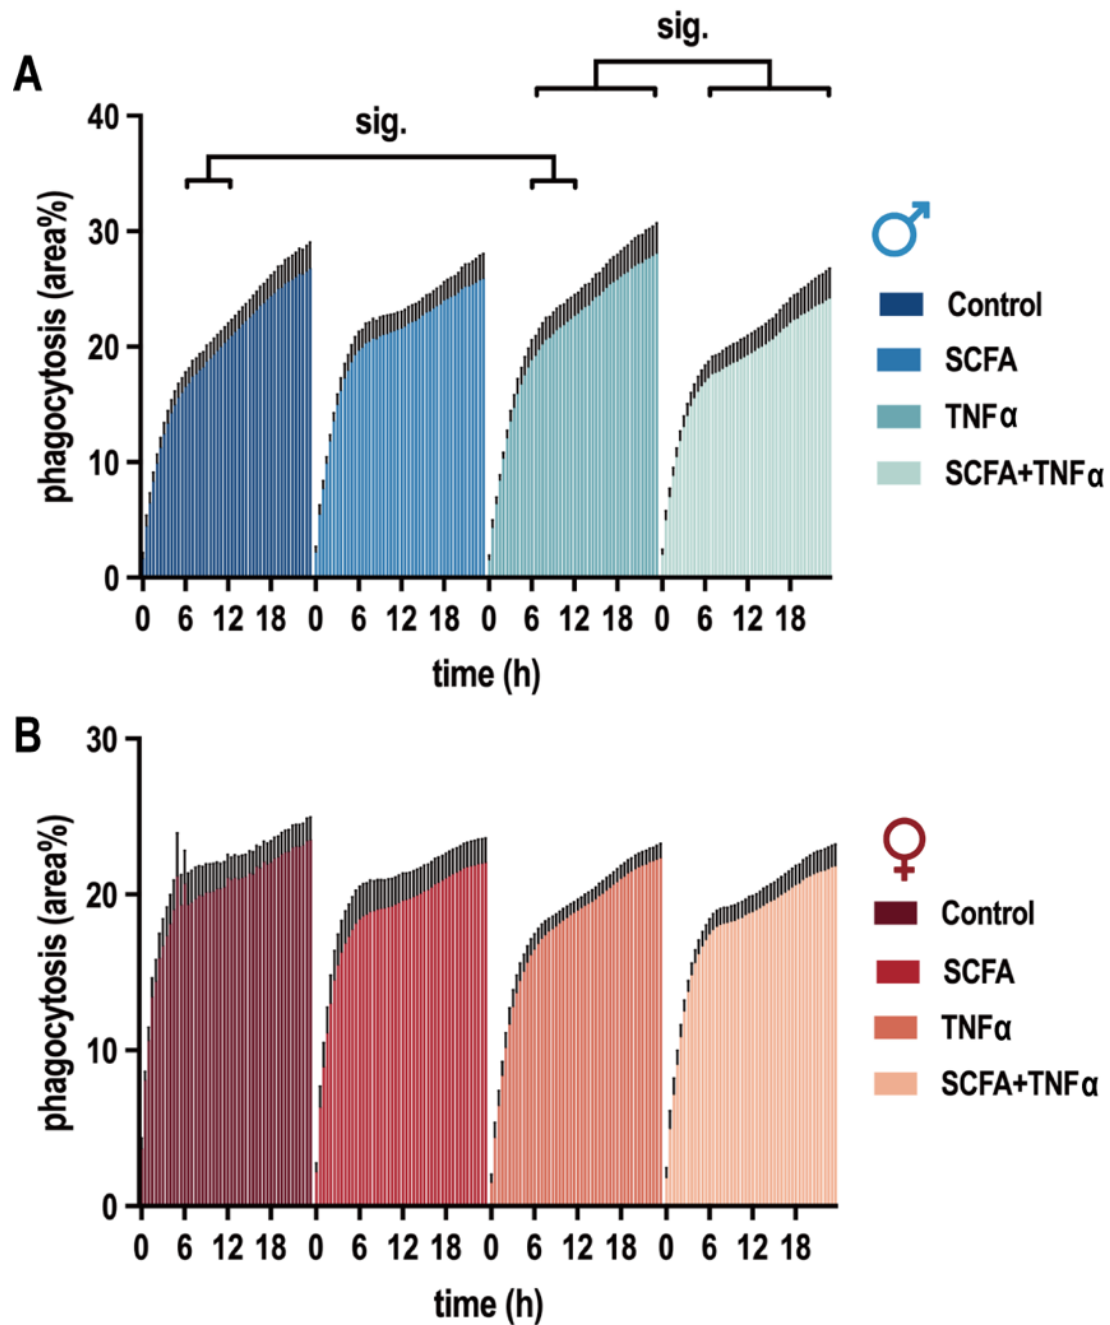 A
sig.
sig.
40
30
20
10
0
phagocytosis (area%)
0 6 12 18 0 6 12 18 0 6 12 18 0 6 12 18
time (h)
♂
Control
SCFA
TNFα
SCFA+TNFα
B
30
20
10
0
phagocytosis (area%)
0 6 12 18 0 6 12 18 0 6 12 18 0 6 12 18
time (h)
♀
Control
SCFA
TNFα
SCFA+TNFα